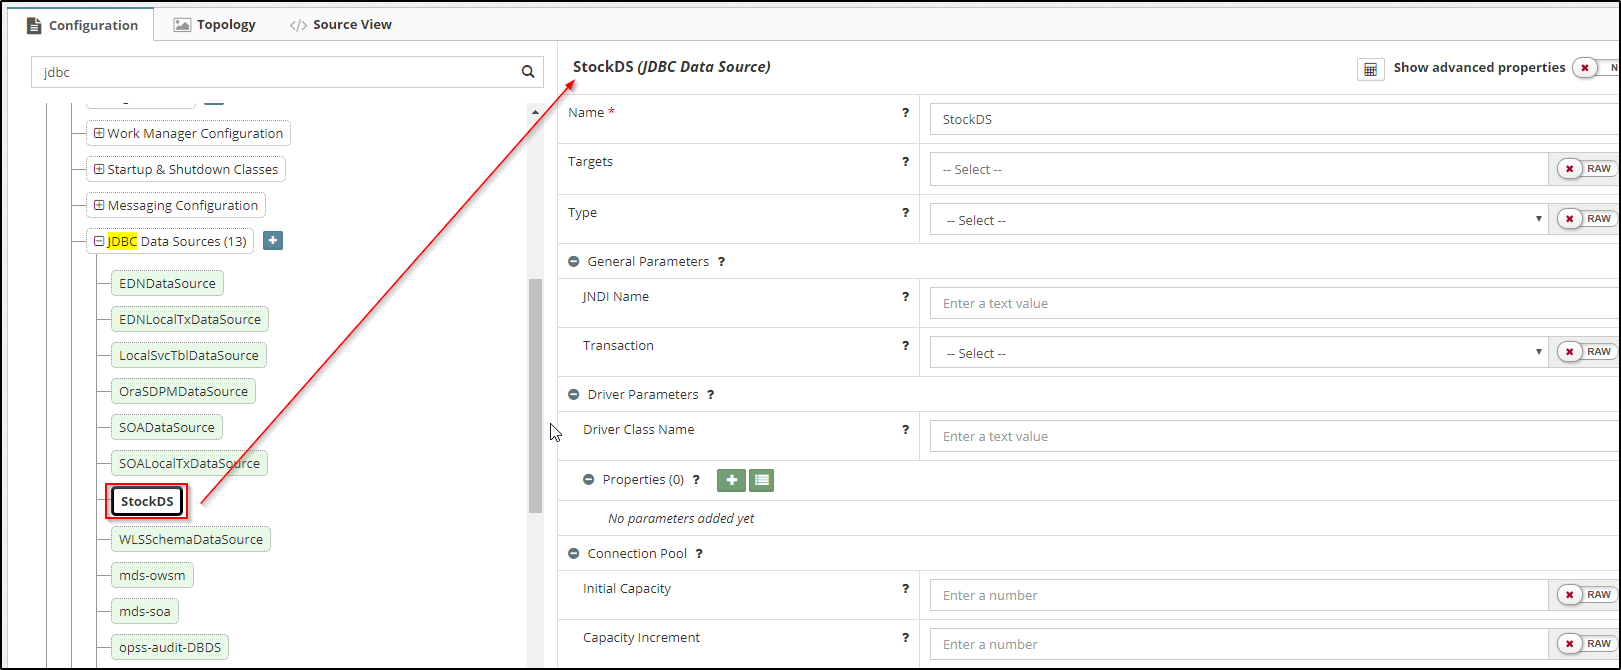 Configuration
Topology
</> Source View
jdbc
Work Manager Configuration
Startup & Shutdown Classes
Messaging Configuration
JDBC Data Sources (13)
EDNDataSource
EDNLocalTxDataSource
LocalSvcTblDataSource
OraSDPMDataSource
SOADataSource
SOALocalTxDataSource
StockDS
WLSSchemaDataSource
mds-owsm
mds-soa
opss-audit-DBDS
StockDS (JDBC Data Source)
Show advanced properties
Name * ?
StockDS
Targets ?
-- Select --
RAW
Type ?
-- Select --
RAW
General Parameters ?
JNDI Name ?
Enter a text value
Transaction ?
-- Select --
RAW
Driver Parameters ?
Driver Class Name ?
Enter a text value
Properties (0) ?
No parameters added yet
Connection Pool ?
Initial Capacity ?
Enter a number
RAW
Capacity Increment ?
Enter a number
RAW